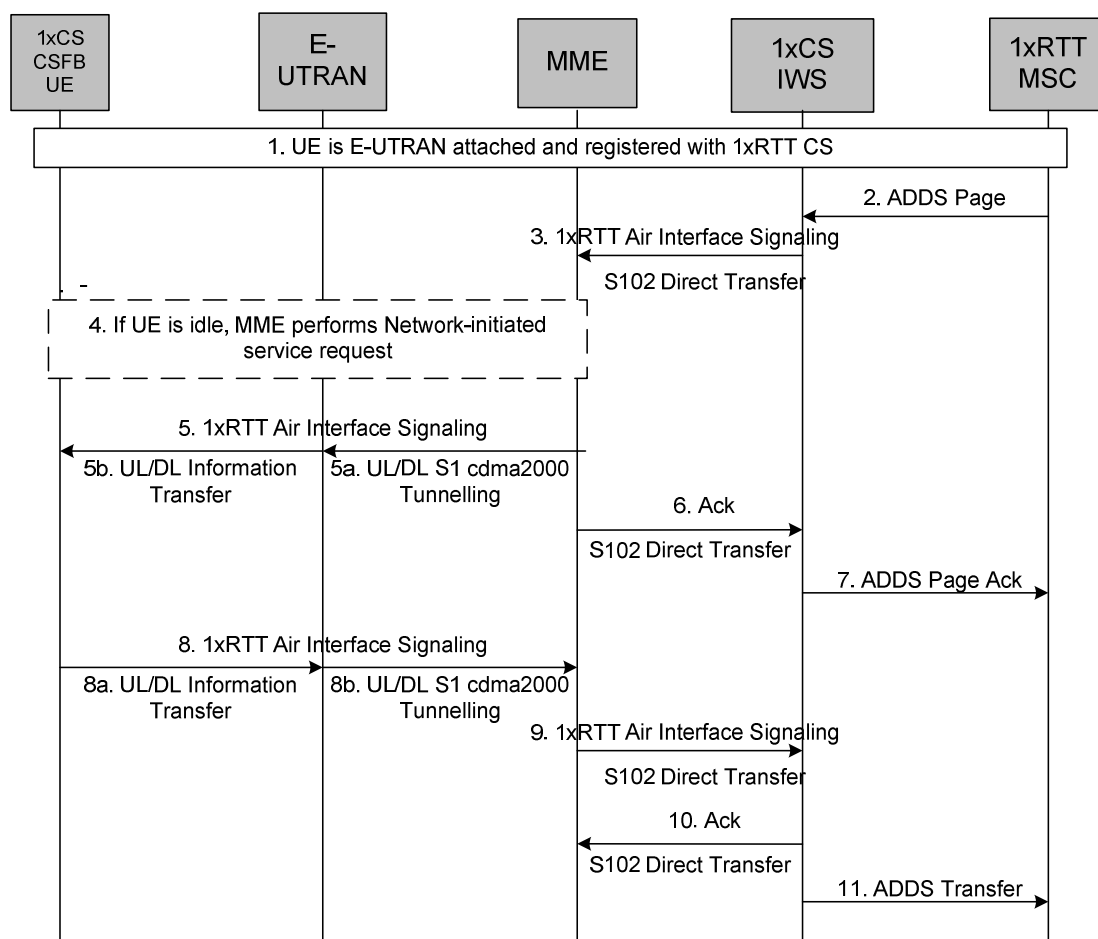 1xCS
CSFB
UE
E-
UTRAN
MME
1xCS
IWS
1xRTT
MSC
1. UE is E-UTRAN attached and registered with 1xRTT CS
2. ADDS Page
3. 1xRTT Air Interface Signaling
S102 Direct Transfer
4. If UE is idle, MME performs Network-initiated
service request
5. 1xRTT Air Interface Signaling
5b. UL/DL Information
Transfer
5a. UL/DL S1 cdma2000
Tunnelling
6. Ack
S102 Direct Transfer
7. ADDS Page Ack
8. 1xRTT Air Interface Signaling
8a. UL/DL Information
Transfer
8b. UL/DL S1 cdma2000
Tunnelling
9. 1xRTT Air Interface Signaling
S102 Direct Transfer
10. Ack
S102 Direct Transfer
11. ADDS Transfer